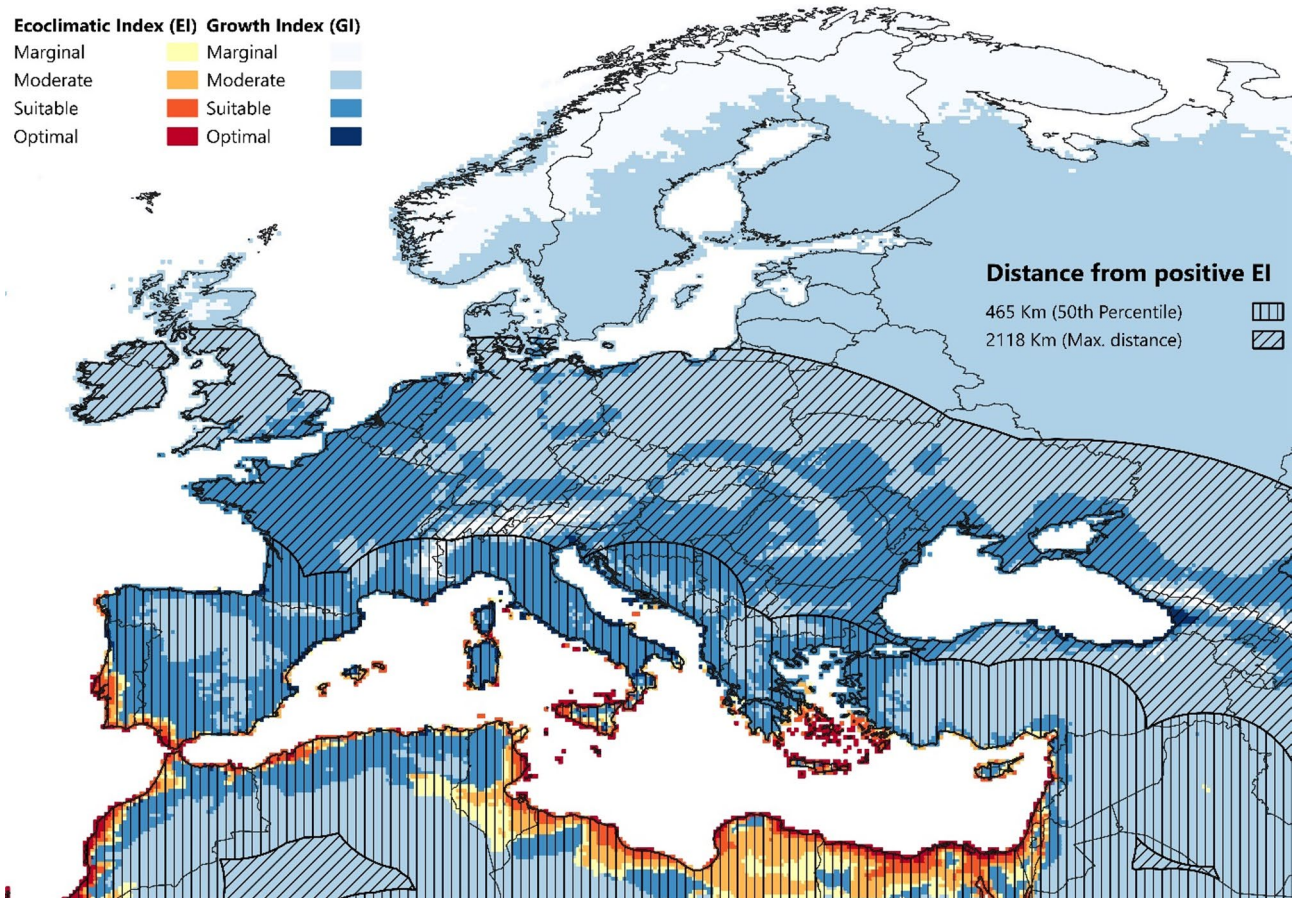 Ecoclimatic Index (EI) Growth Index (GI)
Marginal Marginal
Moderate Moderate
Suitable Suitable
Optimal Optimal
Distance from positive EI
465 Km (50th Percentile)
2118 Km (Max. distance)